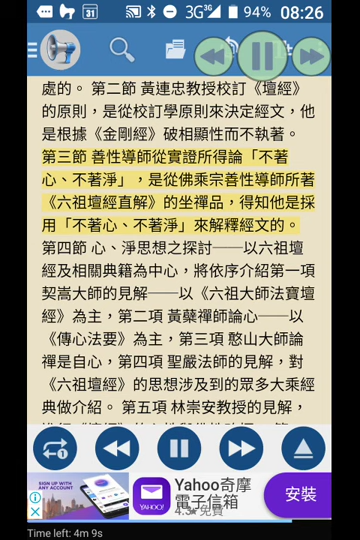 31
3G
94%
08:26
處的。 第二節 黃連忠教授校訂《壇經》
的原則，是從校訂學原則來決定經文，他
是根據《金剛經》破相顯性而不執著。
第三節 善性導師從實證所得論「不著
心、不著淨」，是從佛乘宗善性導師所著
《六祖壇經直解》的坐禪品，得知他是採
用「不著心、不著淨」來解釋經文的。
第四節 心、淨思想之探討──以六祖壇
經及相關典籍為中心，將依序介紹第一項
契嵩大師的見解──以《六祖大師法寶壇
經》為主，第二項 黃蘗禪師論心──以
《傳心法要》為主，第三項 憨山大師論
禪是自心，第四項 聖嚴法師的見解，對
《六祖壇經》的思想涉及到的眾多大乘經
典做介紹。 第五項 林崇安教授的見解，
SIGN UP WITH
ANY ACCOUNT
YAHOO!
Yahoo奇摩
電子信箱
4.3★ 免費
安裝
Time left: 4m 9s